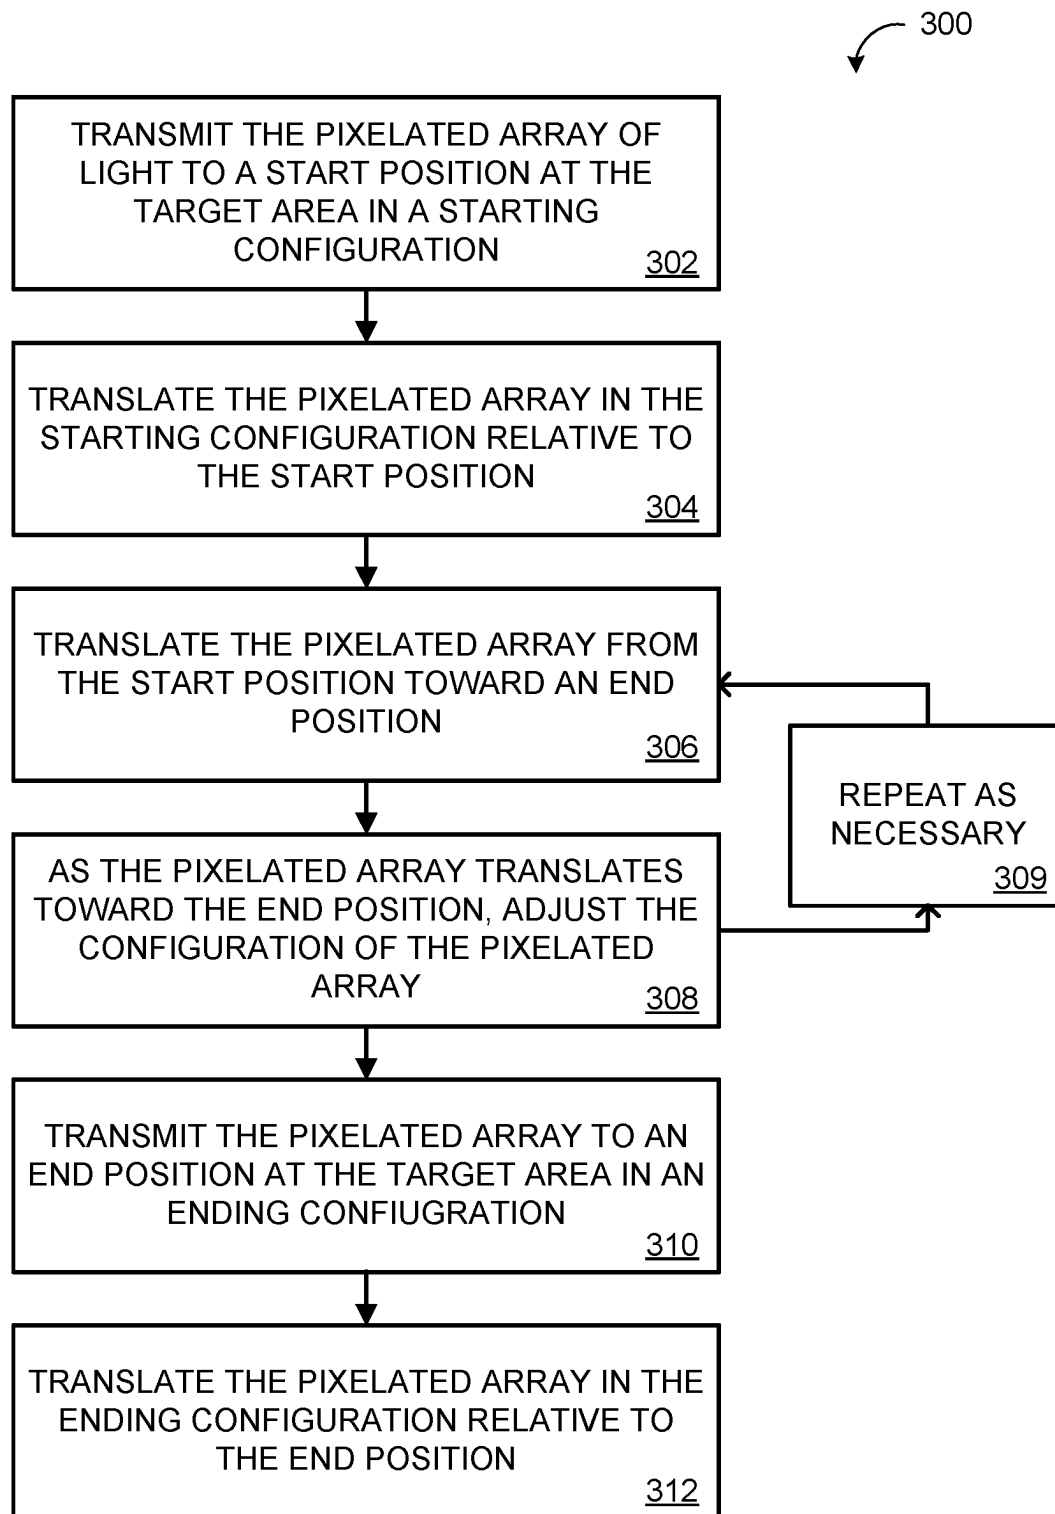 300
TRANSMIT THE PIXELATED ARRAY OF
LIGHT TO A START POSITION AT THE
TARGET AREA IN A STARTING
CONFIGURATION
302
TRANSLATE THE PIXELATED ARRAY IN THE
STARTING CONFIGURATION RELATIVE TO
THE START POSITION
304
TRANSLATE THE PIXELATED ARRAY FROM
THE START POSITION TOWARD AN END
POSITION
306
AS THE PIXELATED ARRAY TRANSLATES
TOWARD THE END POSITION, ADJUST THE
CONFIGURATION OF THE PIXELATED
ARRAY
308
REPEAT AS
NECESSARY
309
TRANSMIT THE PIXELATED ARRAY TO AN
END POSITION AT THE TARGET AREA IN AN
ENDING CONFIUGRATION
310
TRANSLATE THE PIXELATED ARRAY IN THE
ENDING CONFIGURATION RELATIVE TO
THE END POSITION
312